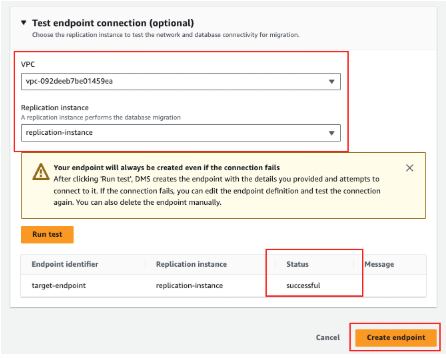 Test endpoint connection (optional)
Choose the replication instance to test the network and database connectivity for migration.
VPC
vpc-092deeb7be01459ea
Replication instance
A replication instance performs the database migration
replication-instance
Your endpoint will always be created even if the connection fails
After clicking 'Run test', DMS creates the endpoint with the details you provided and attempts to
connect to it. If the connection fails, you can edit the endpoint definition and test the connection
again. You can also delete the endpoint manually.
Run test
Endpoint identifier Replication instance Status Message
target-endpoint replication-instance successful
Cancel Create endpoint